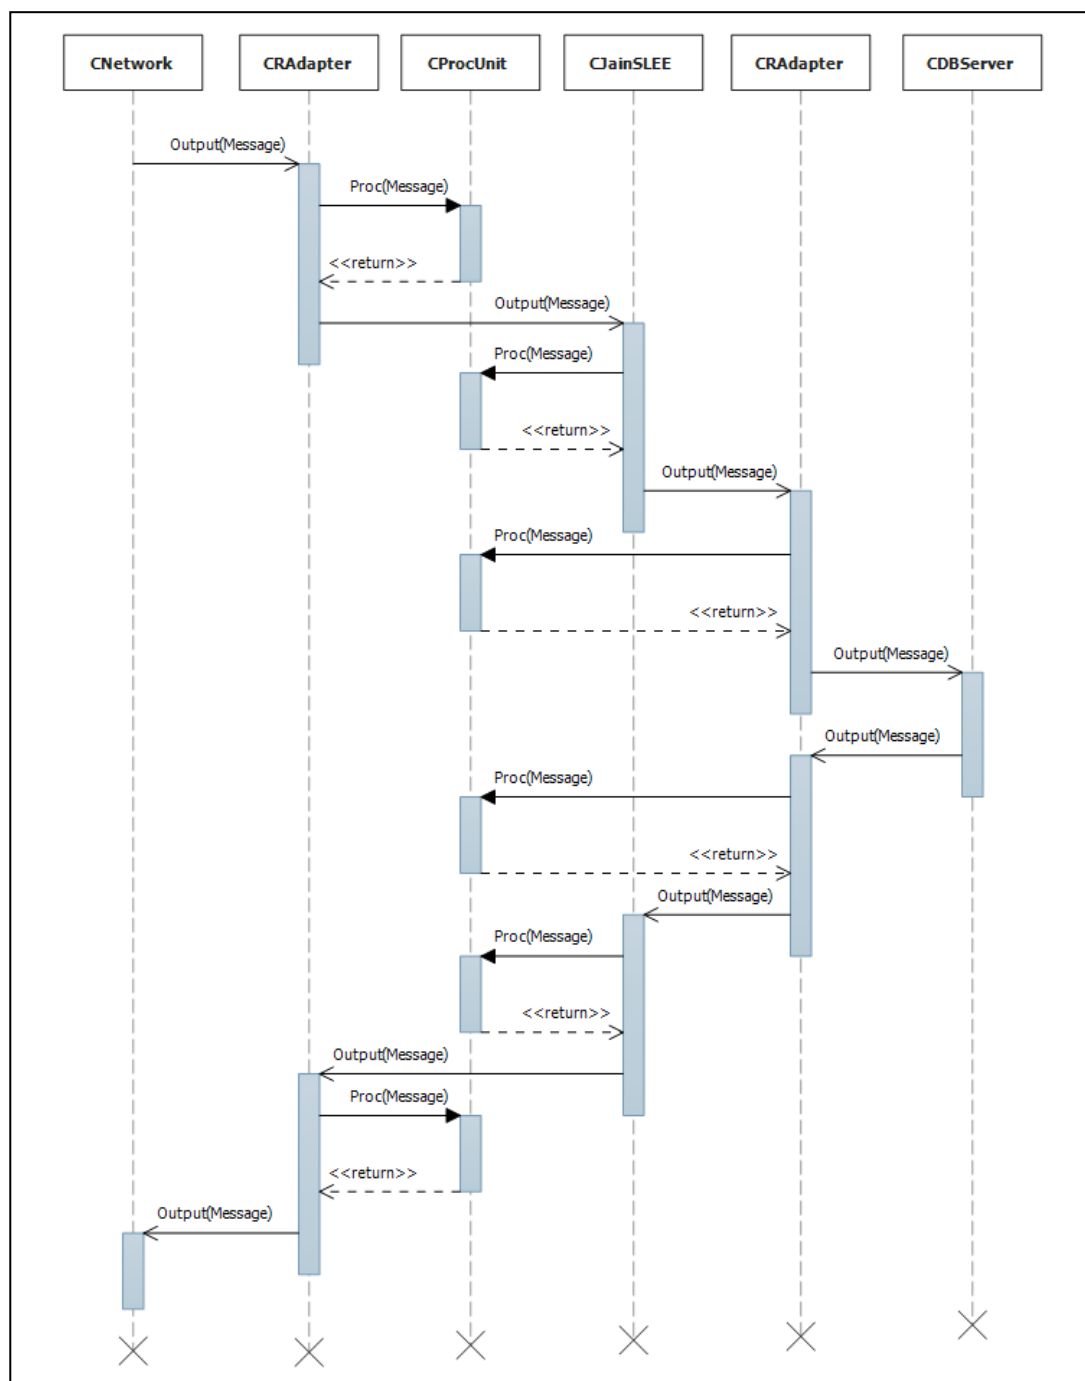 CNetwork
CRAdapter
CProcUnit
CJainSLEE
CRAdapter
CDBServer
Output(Message)
Proc(Message)
<<return>>
Output(Message)
Proc(Message)
<<return>>
Output(Message)
Proc(Message)
<<return>>
Output(Message)
Output(Message)
Proc(Message)
<<return>>
Output(Message)
Proc(Message)
<<return>>
Output(Message)
Proc(Message)
<<return>>
Output(Message)